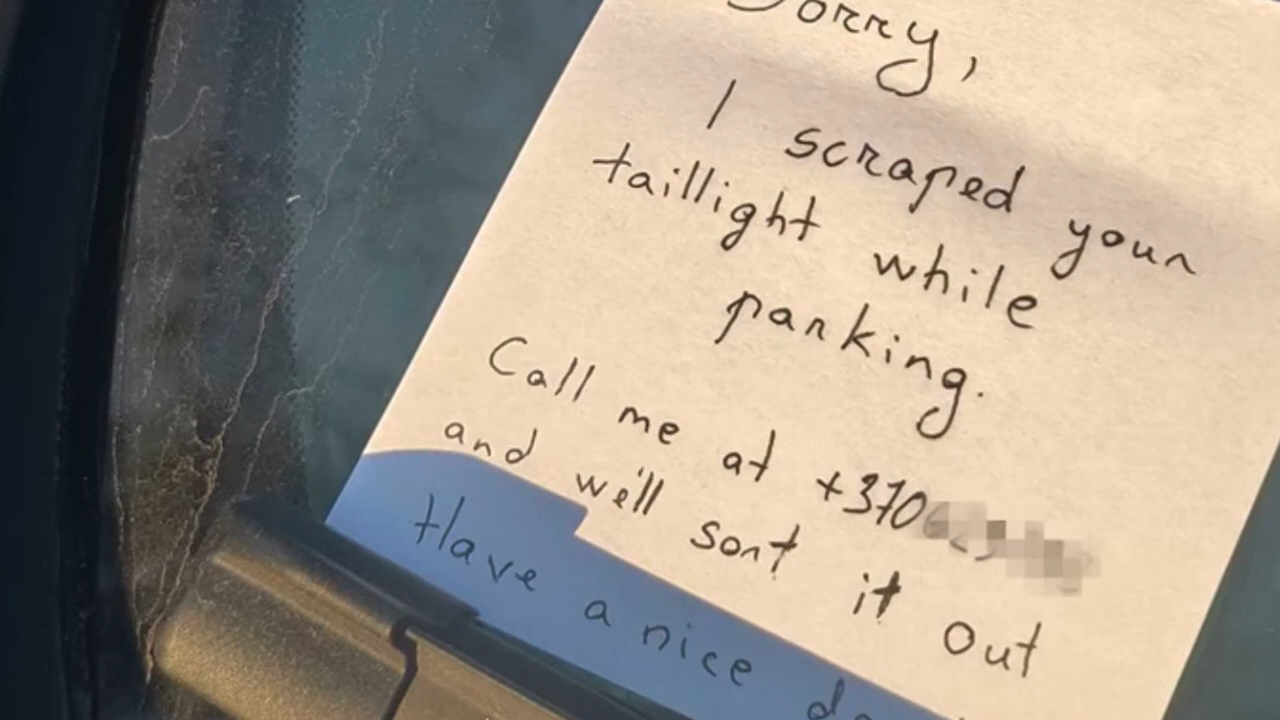 Sorry,
I scraped your
taillight while
parking.
Call me at +370
and we'll sort it out
Have a nice